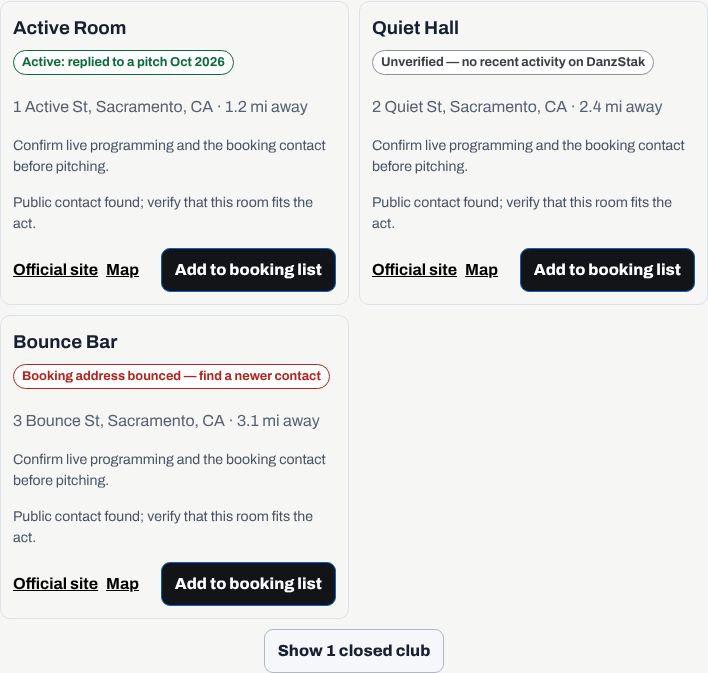 Active Room
Active: replied to a pitch Oct 2026
1 Active St, Sacramento, CA · 1.2 mi away
Confirm live programming and the booking contact
before pitching.
Public contact found; verify that this room fits the
act.
Official site Map Add to booking list
Quiet Hall
Unverified — no recent activity on DanzStak
2 Quiet St, Sacramento, CA · 2.4 mi away
Confirm live programming and the booking contact
before pitching.
Public contact found; verify that this room fits the
act.
Official site Map Add to booking list
Bounce Bar
Booking address bounced — find a newer contact
3 Bounce St, Sacramento, CA · 3.1 mi away
Confirm live programming and the booking contact
before pitching.
Public contact found; verify that this room fits the
act.
Official site Map Add to booking list
Show 1 closed club